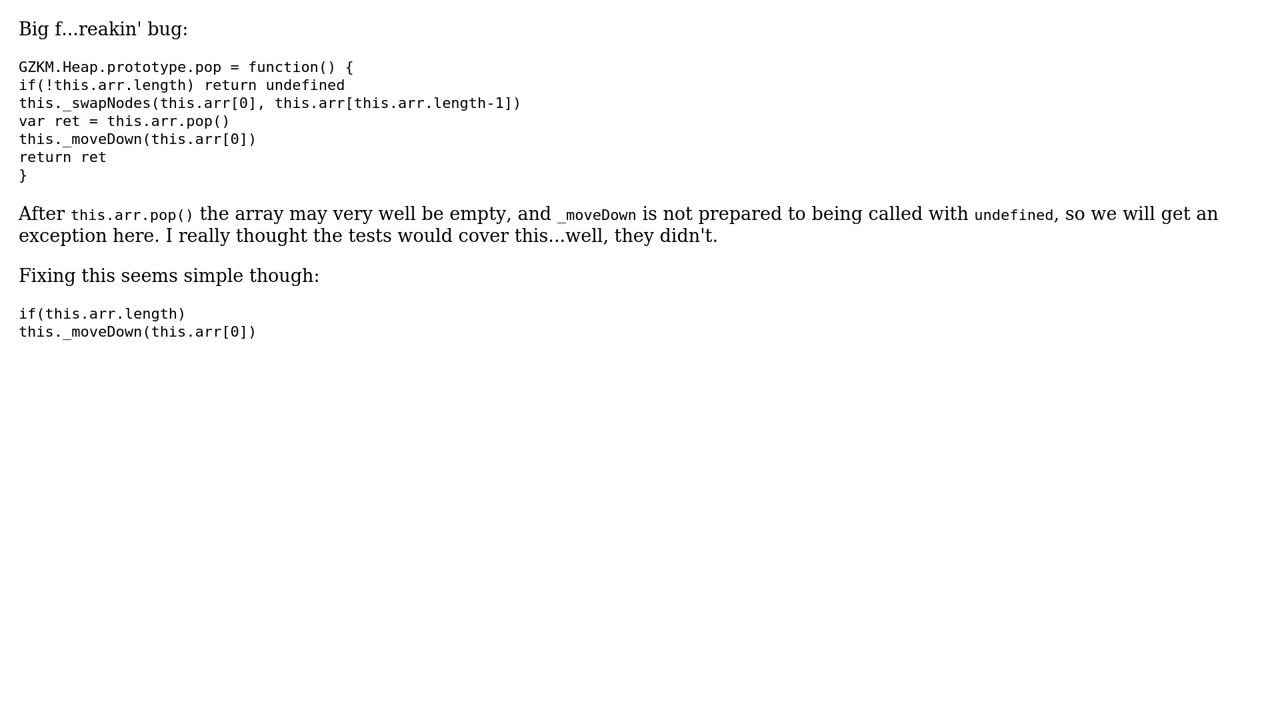 Big f...reakin' bug:
GZKM.Heap.prototype.pop = function() {
if(!this.arr.length) return undefined
this._swapNodes(this.arr[0], this.arr[this.arr.length-1])
var ret = this.arr.pop()
this._moveDown(this.arr[0])
return ret
}
After this.arr.pop() the array may very well be empty, and _moveDown is not prepared to being called with undefined, so we will get an
exception here. I really thought the tests would cover this...well, they didn't.
Fixing this seems simple though:
if(this.arr.length)
this._moveDown(this.arr[0])